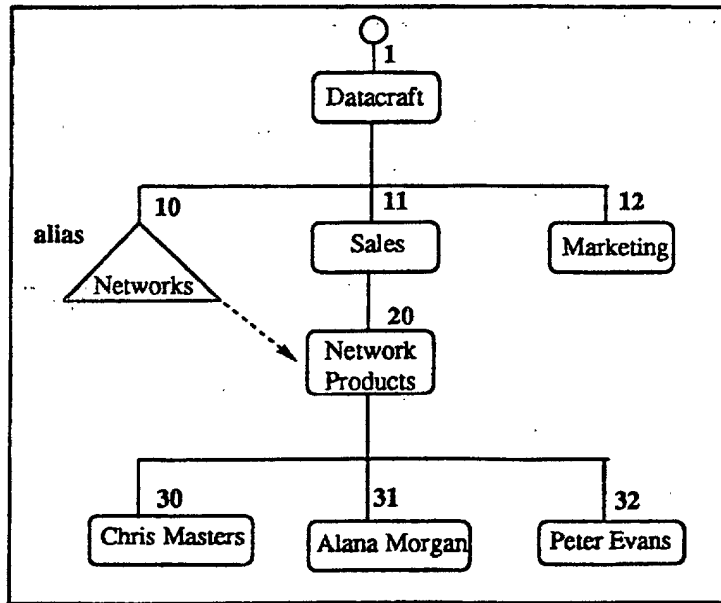 1
Datacraft
10
11
12
alias
Networks
Sales
Marketing
20
Network
Products
30
31
32
Chris Masters
Alana Morgan
Peter Evans